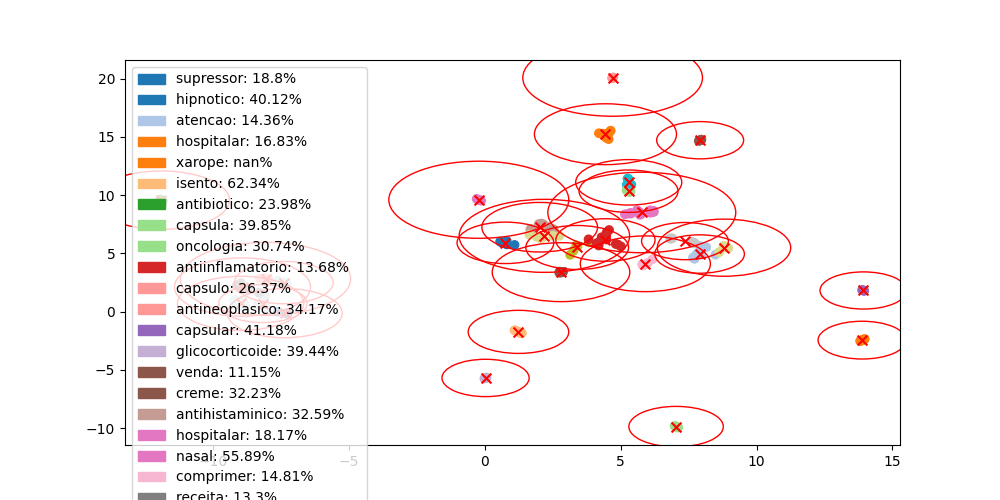 20
15
10
5
0
−5
−10
supressor: 18.8%
hipnotico: 40.12%
atencao: 14.36%
hospitalar: 16.83%
xarope: nan%
isento: 62.34%
antibiotico: 23.98%
capsula: 39.85%
oncologia: 30.74%
antiinflamatorio: 13.68%
capsulo: 26.37%
antineoplasico: 34.17%
capsular: 41.18%
glicocorticoide: 39.44%
venda: 11.15%
creme: 32.23%
antihistaminico: 32.59%
hospitalar: 18.17%
nasal: 55.89%
comprimer: 14.81%
receita: 13.3%
−10 −5 0 5 10 15